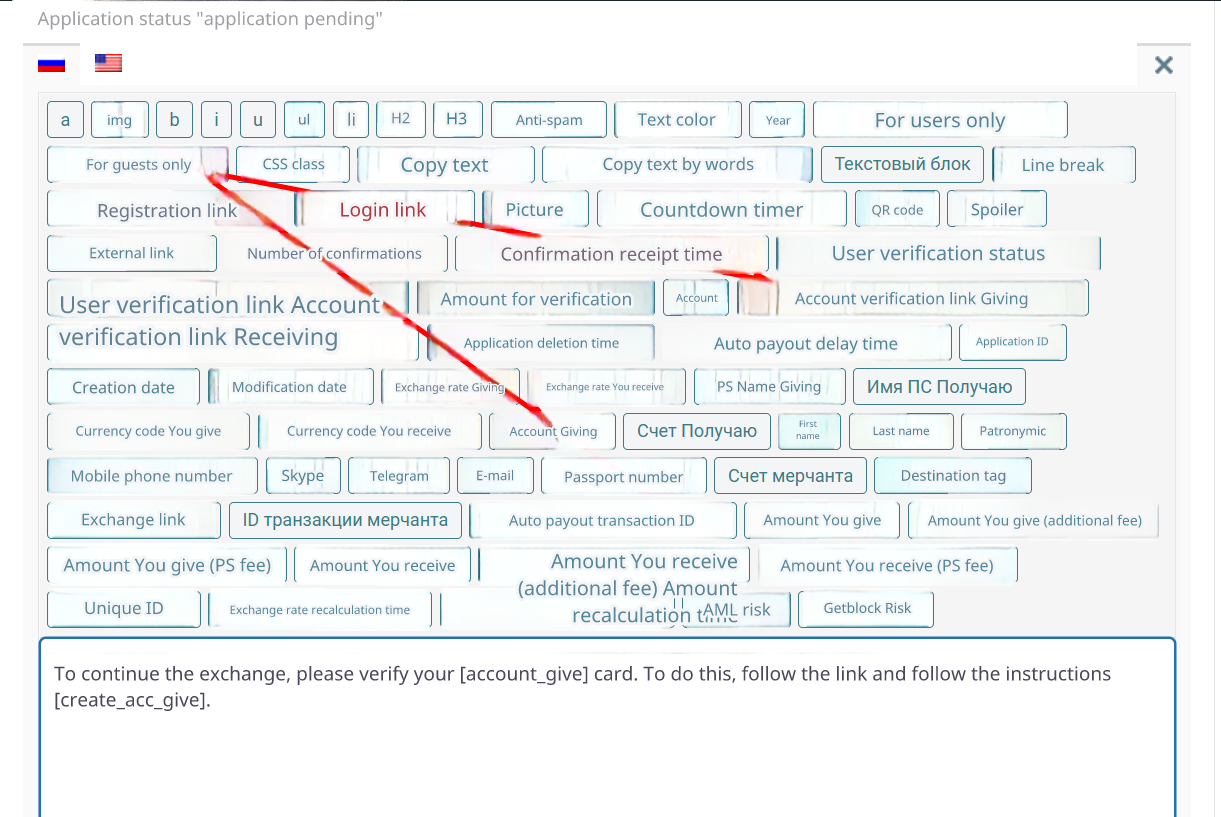 Application status "application pending"
a img b i u ul li H2 H3 Anti-spam Text color Year For users only
For guests only CSS class Copy text Copy text by words Текстовый блок Line break
Registration link Login link Picture Countdown timer QR code Spoiler
External link Number of confirmations Confirmation receipt time User verification status
User verification link Account Amount for verification Account Account verification link Giving
verification link Receiving Application deletion time Auto payout delay time Application ID
Creation date Modification date Exchange rate Giving Exchange rate You receive PS Name Giving Имя ПС Получаю
Currency code You give Currency code You receive Account Giving Счет Получаю First name Last name Patronymic
Mobile phone number Skype Telegram E-mail Passport number Счет мерчанта Destination tag
Exchange link ID транзакции мерчанта Auto payout transaction ID Amount You give Amount You give (additional fee)
Amount You give (PS fee) Amount You receive Amount You receive Amount You receive (PS fee)
(additional fee) Amount
Unique ID Exchange rate recalculation time recalculation time AML risk Getblock Risk
To continue the exchange, please verify your [account_give] card. To do this, follow the link and follow the instructions
[create_acc_give].